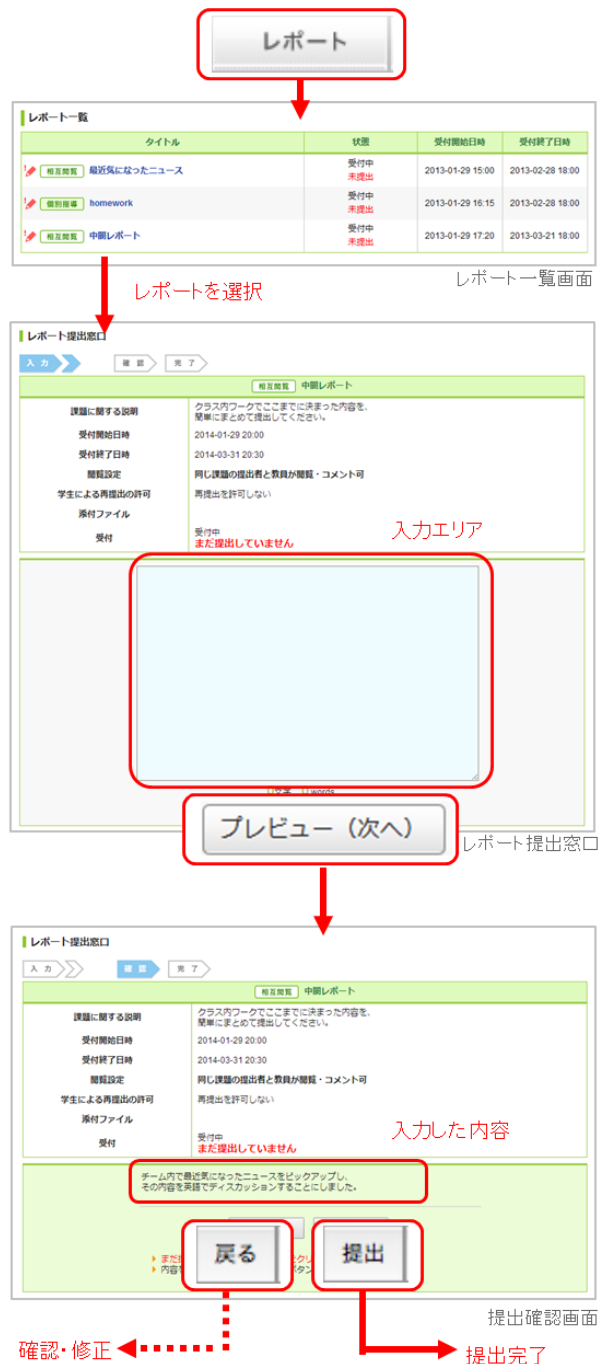 レポート
レポート一覧
タイトル 状態 受付開始日時 受付終了日時
相互閲覧 最近気になったニュース 受付中 未提出 2013-01-29 15:00 2013-02-28 18:00
個別指導 homework 受付中 未提出 2013-01-29 16:15 2013-02-28 18:00
相互閲覧 中間レポート 受付中 未提出 2013-01-29 17:20 2013-03-21 18:00
レポート一覧画面
レポートを選択
レポート提出窓口
入力 確認 完了
相互閲覧 中間レポート
課題に関する説明 クラス内ワークでここまでに決まった内容を、
簡単にまとめて提出してください。
受付開始日時 2014-01-29 20:00
受付終了日時 2014-03-31 20:30
閲覧設定 同じ課題の提出者と教員が閲覧・コメント可
学生による再提出の許可 再提出を許可しない
添付ファイル
受付 受付中
まだ提出していません
入力エリア
0文字 0 words
プレビュー（次へ）
レポート提出窓口
レポート提出窓口
入力 確認 完了
相互閲覧 中間レポート
課題に関する説明 クラス内ワークでここまでに決まった内容を、
簡単にまとめて提出してください。
受付開始日時 2014-01-29 20:00
受付終了日時 2014-03-31 20:30
閲覧設定 同じ課題の提出者と教員が閲覧・コメント可
学生による再提出の許可 再提出を許可しない
添付ファイル
受付 受付中
まだ提出していません
入力した内容
チーム内で最近気になったニュースをピックアップし、
その内容を英語でディスカッションすることにしました。
戻る 提出
まだ
内容
提出確認画面
確認・修正 提出完了